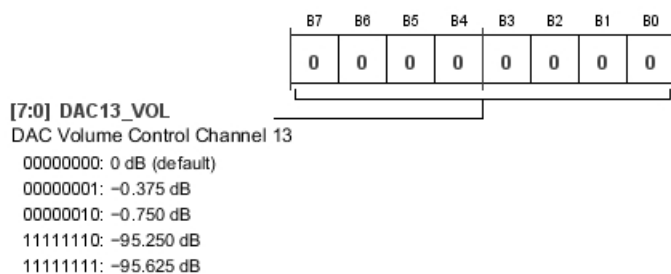 B7 B6 B5 B4 B3 B2 B1 B0
0 0 0 0 0 0 0 0
[7:0] DAC13_VOL
DAC Volume Control Channel 13
00000000: 0 dB (default)
00000001: −0.375 dB
00000010: −0.750 dB
11111110: −95.250 dB
11111111: −95.625 dB